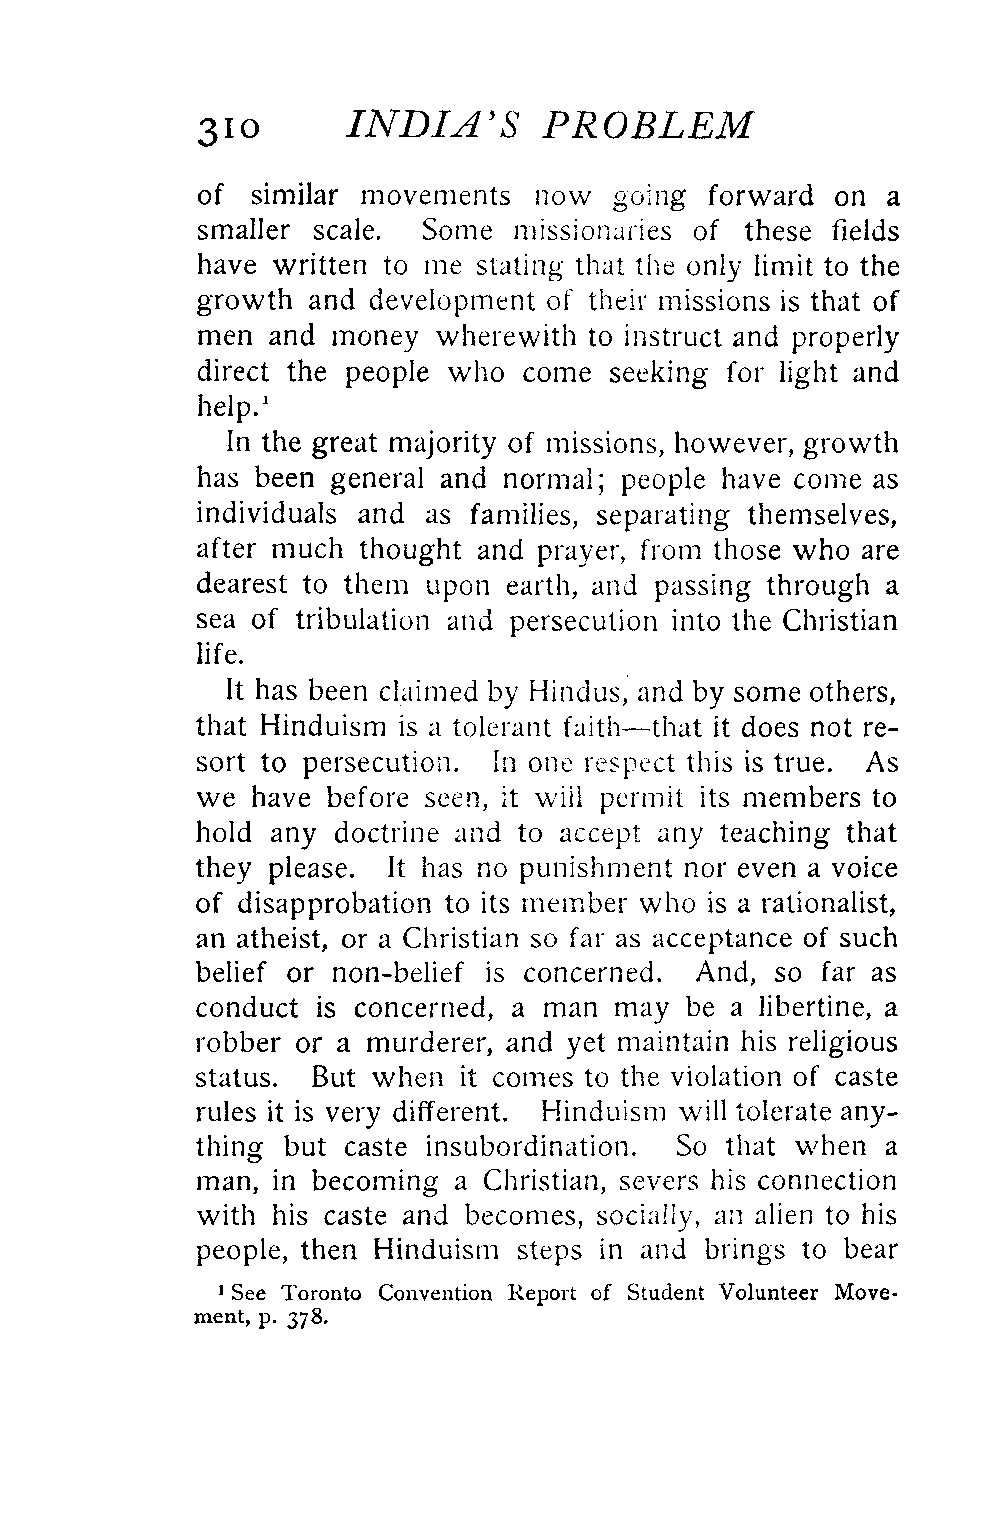 310 INDIA'S PROBLEM
of similar movements now going forward on a
smaller scale. Some missionaries of these fields
have written to me stating that the only limit to the
growth and development of their missions is that of
men and money wherewith to instruct and properly
direct the people who come seeking for light and
help.¹
In the great majority of missions, however, growth
has been general and normal; people have come as
individuals and as families, separating themselves,
after much thought and prayer, from those who are
dearest to them upon earth, and passing through a
sea of tribulation and persecution into the Christian
life.
It has been claimed by Hindus, and by some others,
that Hinduism is a tolerant faith—that it does not re-
sort to persecution. In one respect this is true. As
we have before seen, it will permit its members to
hold any doctrine and to accept any teaching that
they please. It has no punishment nor even a voice
of disapprobation to its member who is a rationalist,
an atheist, or a Christian so far as acceptance of such
belief or non-belief is concerned. And, so far as
conduct is concerned, a man may be a libertine, a
robber or a murderer, and yet maintain his religious
status. But when it comes to the violation of caste
rules it is very different. Hinduism will tolerate any-
thing but caste insubordination. So that when a
man, in becoming a Christian, severs his connection
with his caste and becomes, socially, an alien to his
people, then Hinduism steps in and brings to bear
¹ See Toronto Convention Report of Student Volunteer Move-
ment, p. 378.